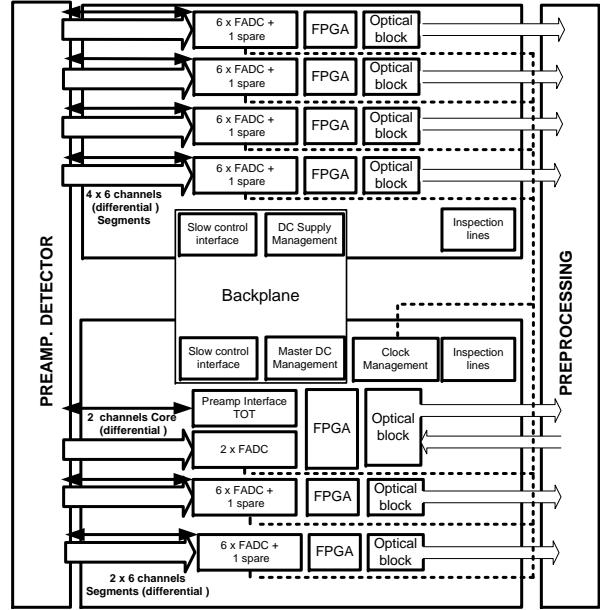 PREAMP. DETECTOR
6 x FADC +
1 spare
FPGA
Optical
block
6 x FADC +
1 spare
FPGA
Optical
block
6 x FADC +
1 spare
FPGA
Optical
block
6 x FADC +
1 spare
FPGA
Optical
block
4 x 6 channels
(differential )
Segments
Slow control
interface
DC Supply
Management
Inspection
lines
Backplane
Slow control
interface
Master DC
Management
Clock
Management
Inspection
lines
2 channels Core
(differential )
Preamp Interface
TOT
2 x FADC
FPGA
Optical
block
6 x FADC +
1 spare
FPGA
Optical
block
6 x FADC +
1 spare
FPGA
Optical
block
2 x 6 channels
Segments (differential )
PREPROCESSING